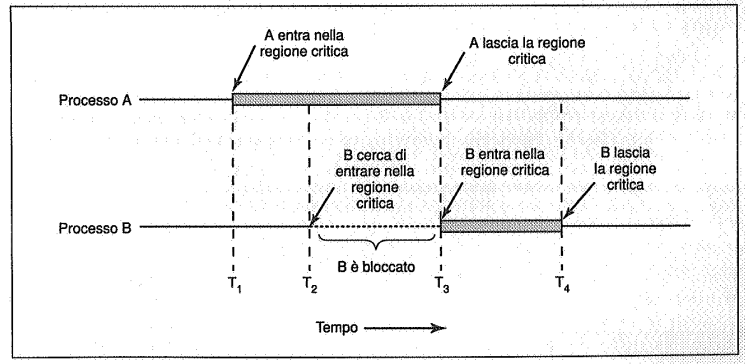 A entra nella
regione critica
A lascia la regione
critica
Processo A
B cerca di
entrare nella
regione
critica
B entra nella
regione critica
B lascia
la regione
critica
Processo B
B è bloccato
T1
T2
T3
T4
Tempo